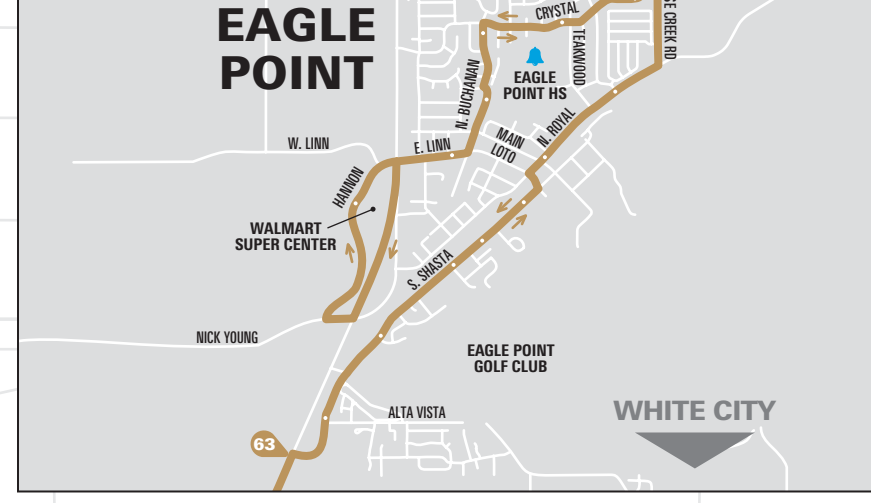 EAGLE
POINT
CRYSTAL
TEAKWOOD
CREEK RD
EAGLE
POINT HS
N. BUCHANAN
N. ROYAL
MAIN
LOTO
E. LINN
W. LINN
HANNON
WALMART
SUPER CENTER
S. SHASTA
NICK YOUNG
EAGLE POINT
GOLF CLUB
ALTA VISTA
WHITE CITY
63